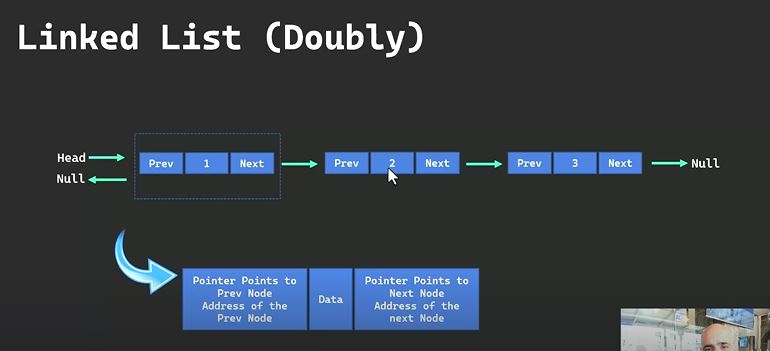 Linked List (Doubly)
Head
Null
Prev 1 Next
Prev 2 Next
Prev 3 Next
Null
Pointer Points to
Prev Node
Address of the
Prev Node
Data
Pointer Points to
Next Node
Address of the
next Node